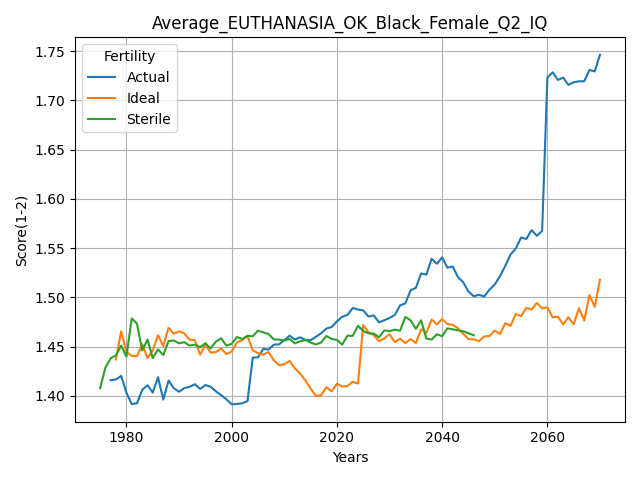 Average_EUTHANASIA_OK_Black_Female_Q2_IQ
Fertility
Actual
Ideal
Sterile
Score(1-2)
1.75
1.70
1.65
1.60
1.55
1.50
1.45
1.40
1980 2000 2020 2040 2060
Years